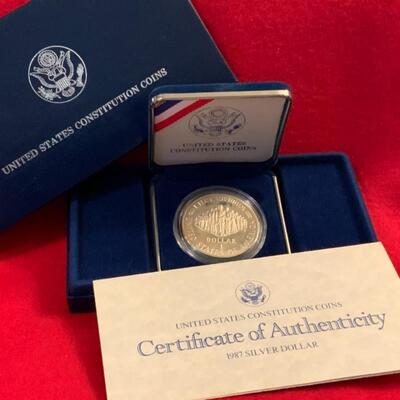 UNITED STATES CONSTITUTION COINS
UNITED STATES
CONSTITUTION COINS
DOLLAR
1
UNITED STATES CONSTITUTION COINS
Certificate of Authenticity
1987 SILVER DOLLAR